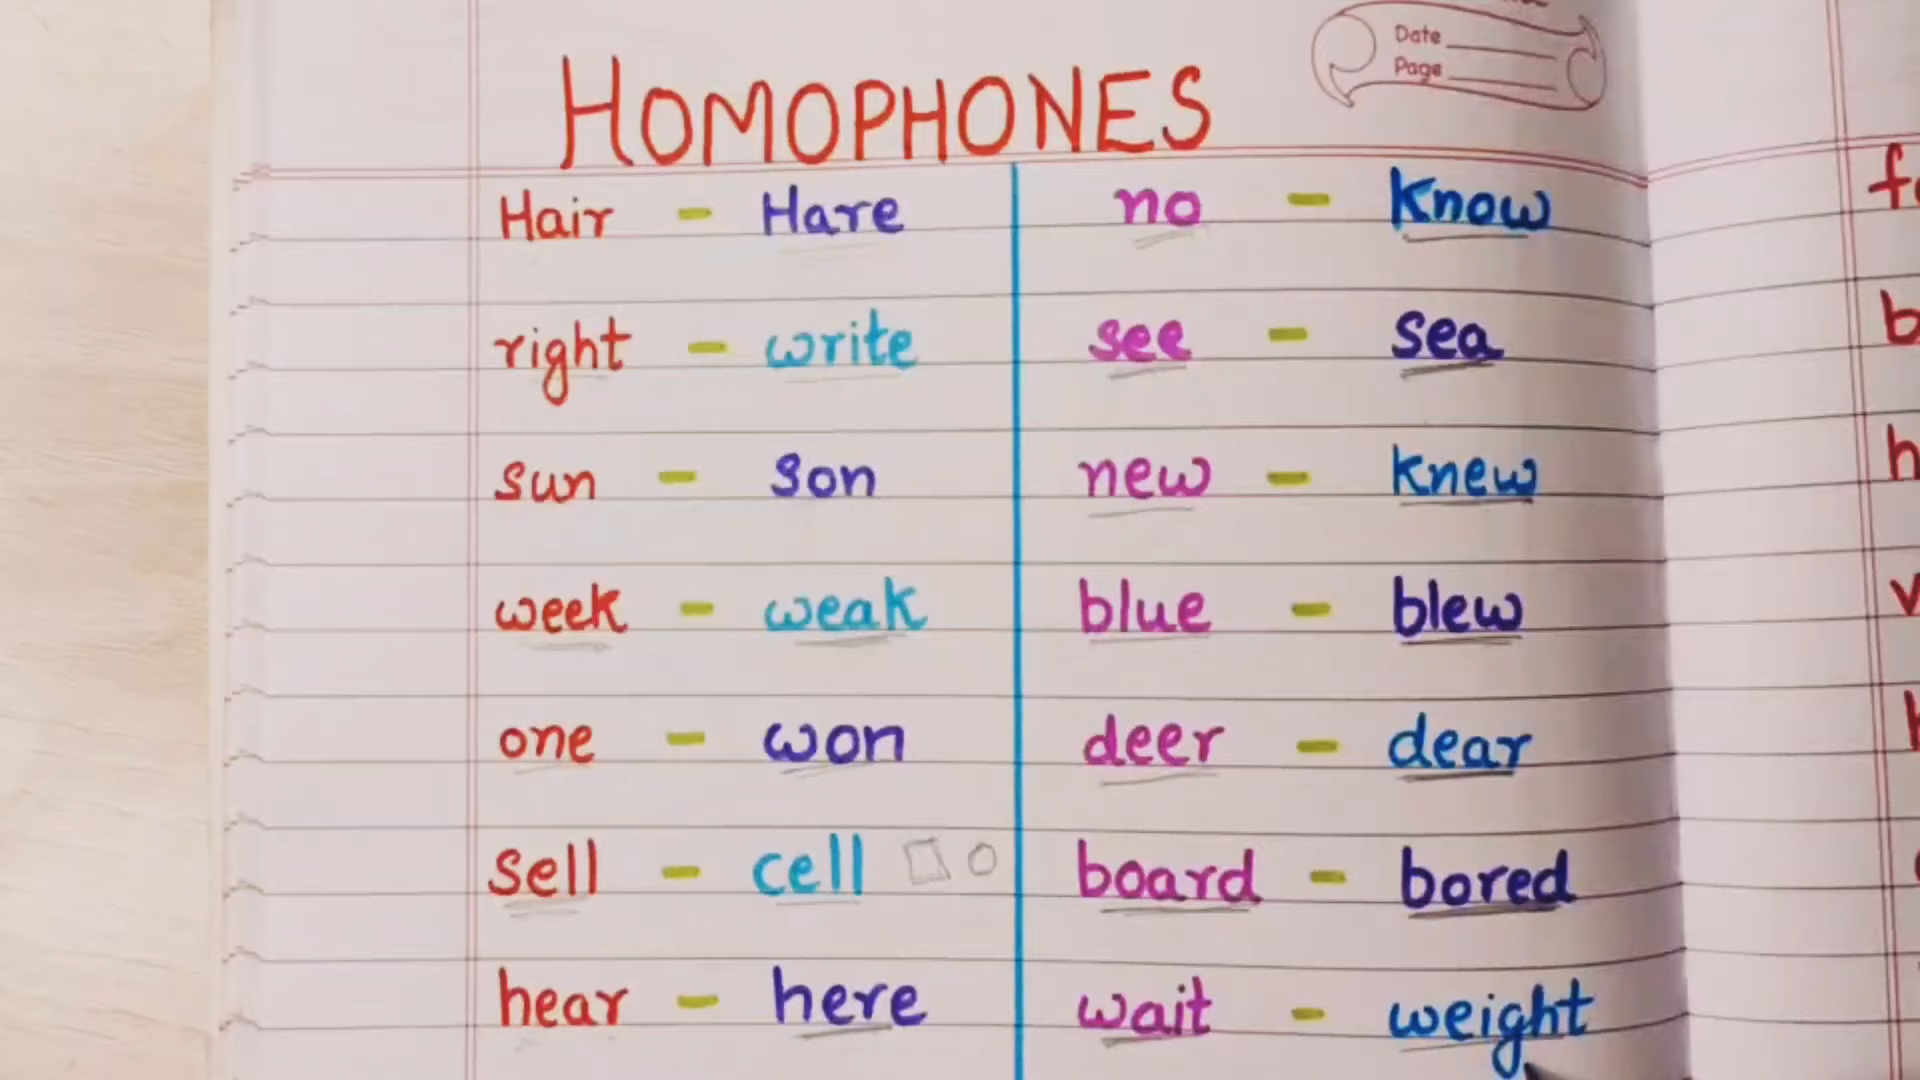 Date
Page
HOMOPHONES
Hair - Hare
no - know
right - write
see - sea
sun - son
new - knew
week - weak
blue - blew
one - won
deer - dear
sell - cell
board - bored
hear - here
wait - weight